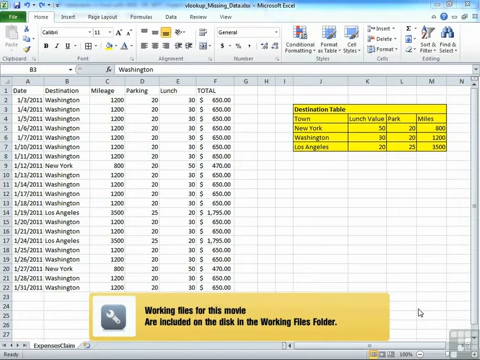 vlookup_Missing_Data.xlsx - Microsoft Excel
File Home Insert Page Layout Formulas Data Review View
Calibri 11 General
Paste Conditional Formatting Format as Table Cell Styles Insert Delete Format Sort & Filter Find & Select
Clipboard Font Alignment Number Styles Cells Editing
B3 fx Washington
A B C D E F G H I J K L M N
1 Date Destination Mileage Parking Lunch TOTAL
2 1/3/2011 Washington 1200 20 30 $ 650.00
3 1/4/2011 Washington 1200 20 30 $ 650.00 Destination Table
4 1/5/2011 Washington 1200 20 30 $ 650.00 Town Lunch Value Park Miles
5 1/6/2011 Washington 1200 20 30 $ 650.00 New York 50 20 800
6 1/7/2011 Washington 1200 20 30 $ 650.00 Washington 30 20 1200
7 1/10/2011 Washington 1200 20 30 $ 650.00 Los Angeles 20 25 3500
8 1/11/2011 Washington 1200 20 30 $ 650.00
9 1/12/2011 New York 800 20 50 $ 470.00
10 1/13/2011 Washington 1200 20 30 $ 650.00
11 1/14/2011 Washington 1200 20 30 $ 650.00
12 1/17/2011 Washington 1200 20 30 $ 650.00
13 1/18/2011 Washington 1200 20 30 $ 650.00
14 1/19/2011 Los Angeles 3500 25 20 $ 1,795.00
15 1/20/2011 Washington 1200 20 30 $ 650.00
16 1/21/2011 Washington 1200 20 30 $ 650.00
17 1/24/2011 Los Angeles 3500 25 20 $ 1,795.00
18 1/25/2011 Washington 1200 20 30 $ 650.00
19 1/26/2011 Washington 1200 20 30 $ 650.00
20 1/27/2011 New York 800 20 50 $ 470.00
21 1/28/2011 Washington 1200 20 30 $ 650.00
22 1/31/2011 Washington 1200 20 30 $ 650.00
23
24
25
26
27
Working files for this movie
Are included on the disk in the Working Files Folder.
ExpensesClaim
Ready 100%